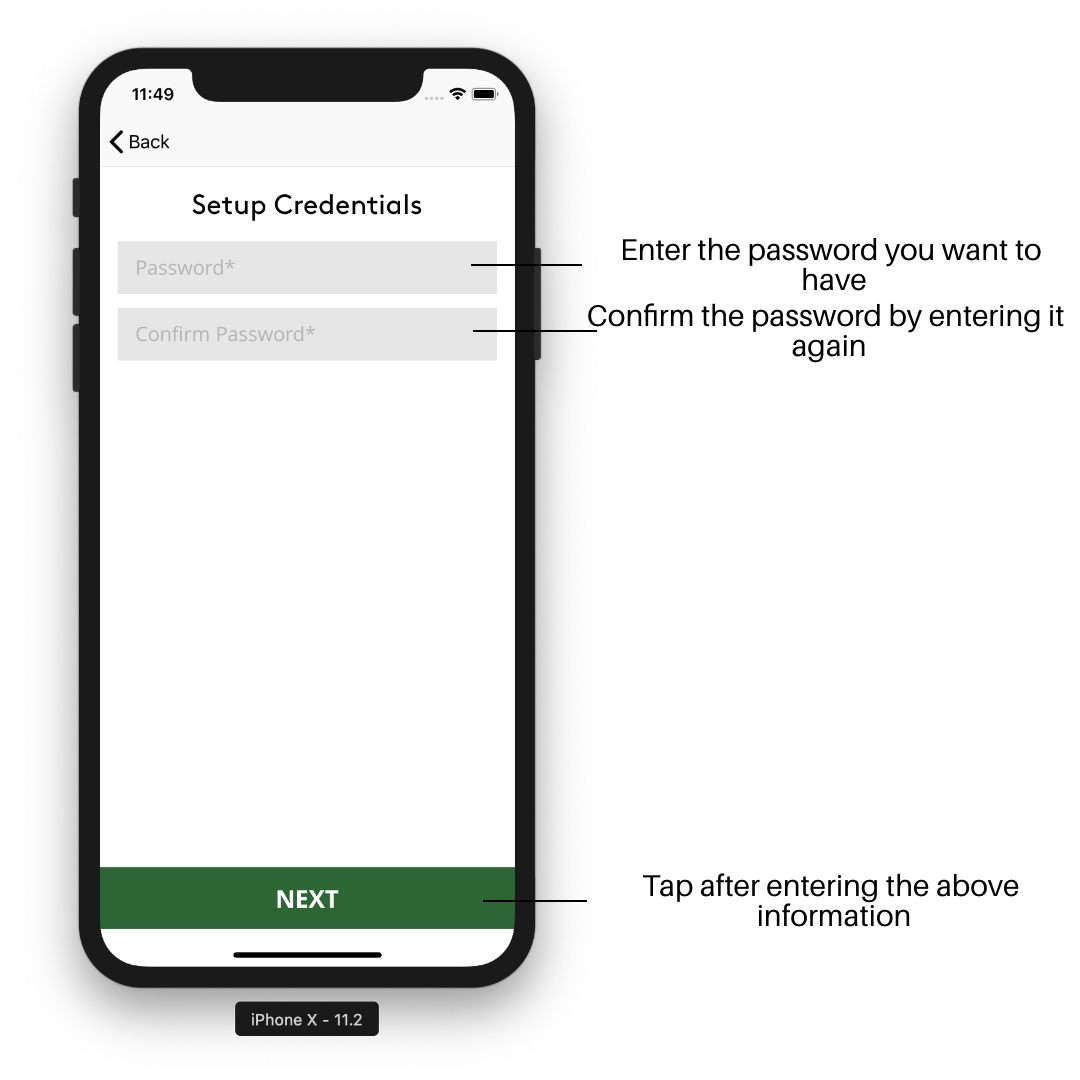 11:49
Back
Setup Credentials
Password*
Enter the password you want to
have
Confirm Password*
Confirm the password by entering it
again
NEXT
Tap after entering the above
information
iPhone X - 11.2